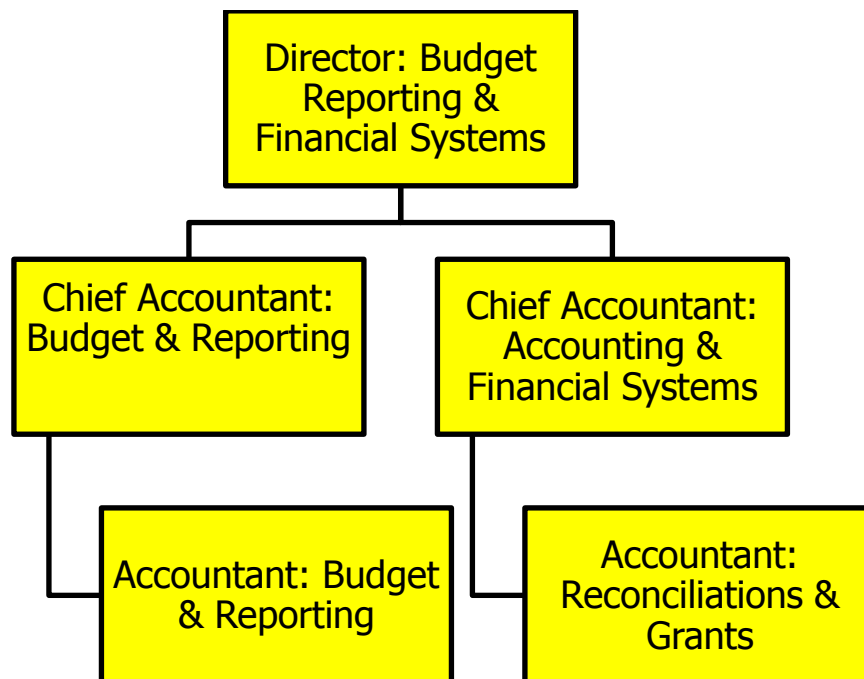 Director: Budget
Reporting &
Financial Systems
Chief Accountant:
Budget & Reporting
Chief Accountant:
Accounting &
Financial Systems
Accountant: Budget
& Reporting
Accountant:
Reconciliations &
Grants